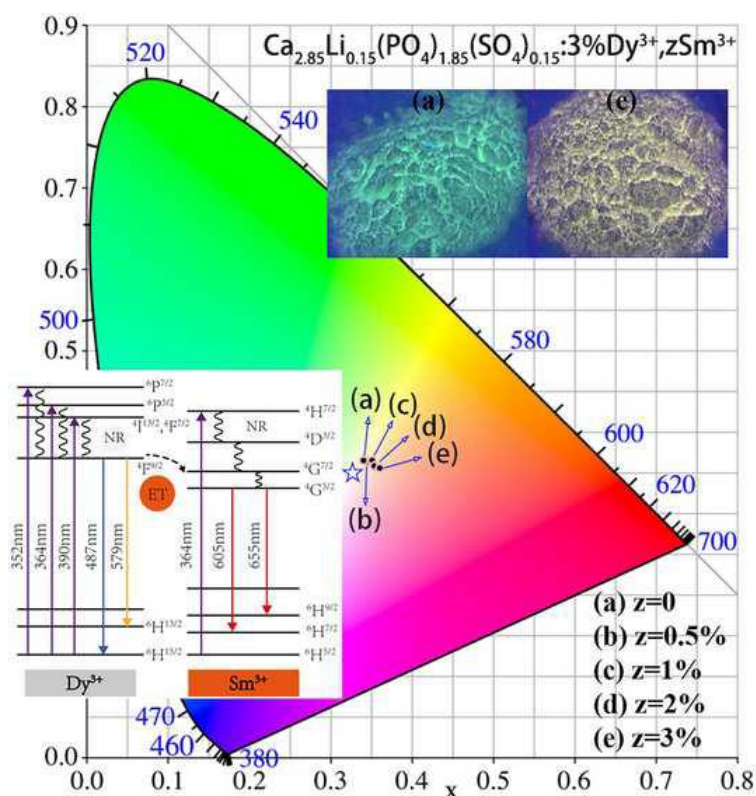 Ca2.85Li0.15(PO4)1.85(SO4)0.15:3%Dy3+,zSm3+
(a) (e)
0.9
0.8
0.7
0.6
0.5
0.0
520
540
500
580
600
620
700
470
460
380
(a)
(c)
(d)
(e)
(b)
6P7/2
6P5/2
4I13/2,4F7/2
NR
4F9/2
ET
352nm
364nm
390nm
487nm
579nm
6H13/2
6H15/2
Dy3+
4H7/2
NR
4D3/2
4G7/2
4G5/2
364nm
605nm
655nm
6H9/2
6H7/2
6H5/2
Sm3+
(a) z=0
(b) z=0.5%
(c) z=1%
(d) z=2%
(e) z=3%
0.0 0.1 0.2 0.3 0.4 0.5 0.6 0.7 0.8
x